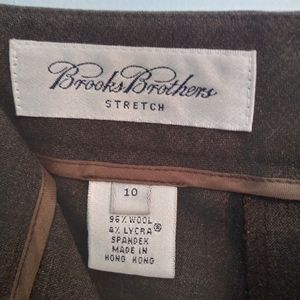 Brooks Brothers
STRETCH
10
96% WOOL
4% LYCRA®
SPANDEX
MADE IN
HONG KONG